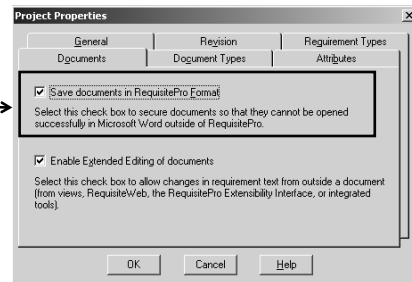 Project Properties
General Revision Requirement Types
Documents Document Types Attributes
Save documents in RequisitePro Format
Select this check box to secure documents so that they cannot be opened
successfully in Microsoft Word outside of RequisitePro.
Enable Extended Editing of documents
Select this check box to allow changes in requirement text from outside a document
(from views, RequisiteWeb, the RequisitePro Extensibility Interface, or integrated
tools).
OK Cancel Help